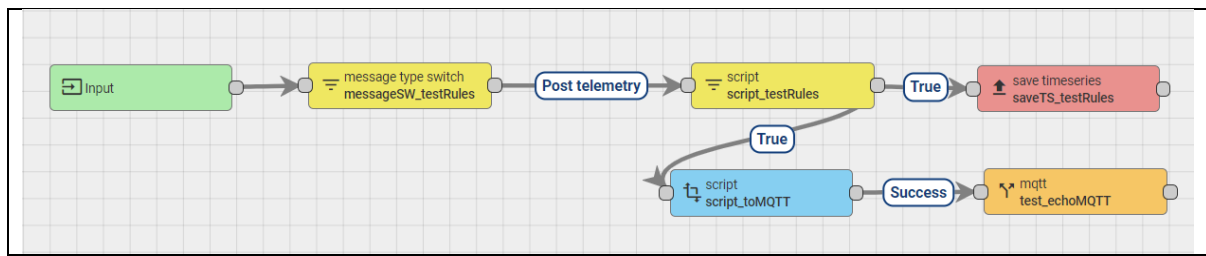 Input
message type switch
messageSW_testRules
Post telemetry
script
script_testRules
True
save timeseries
saveTS_testRules
True
script
script_toMQTT
Success
mqtt
test_echoMQTT